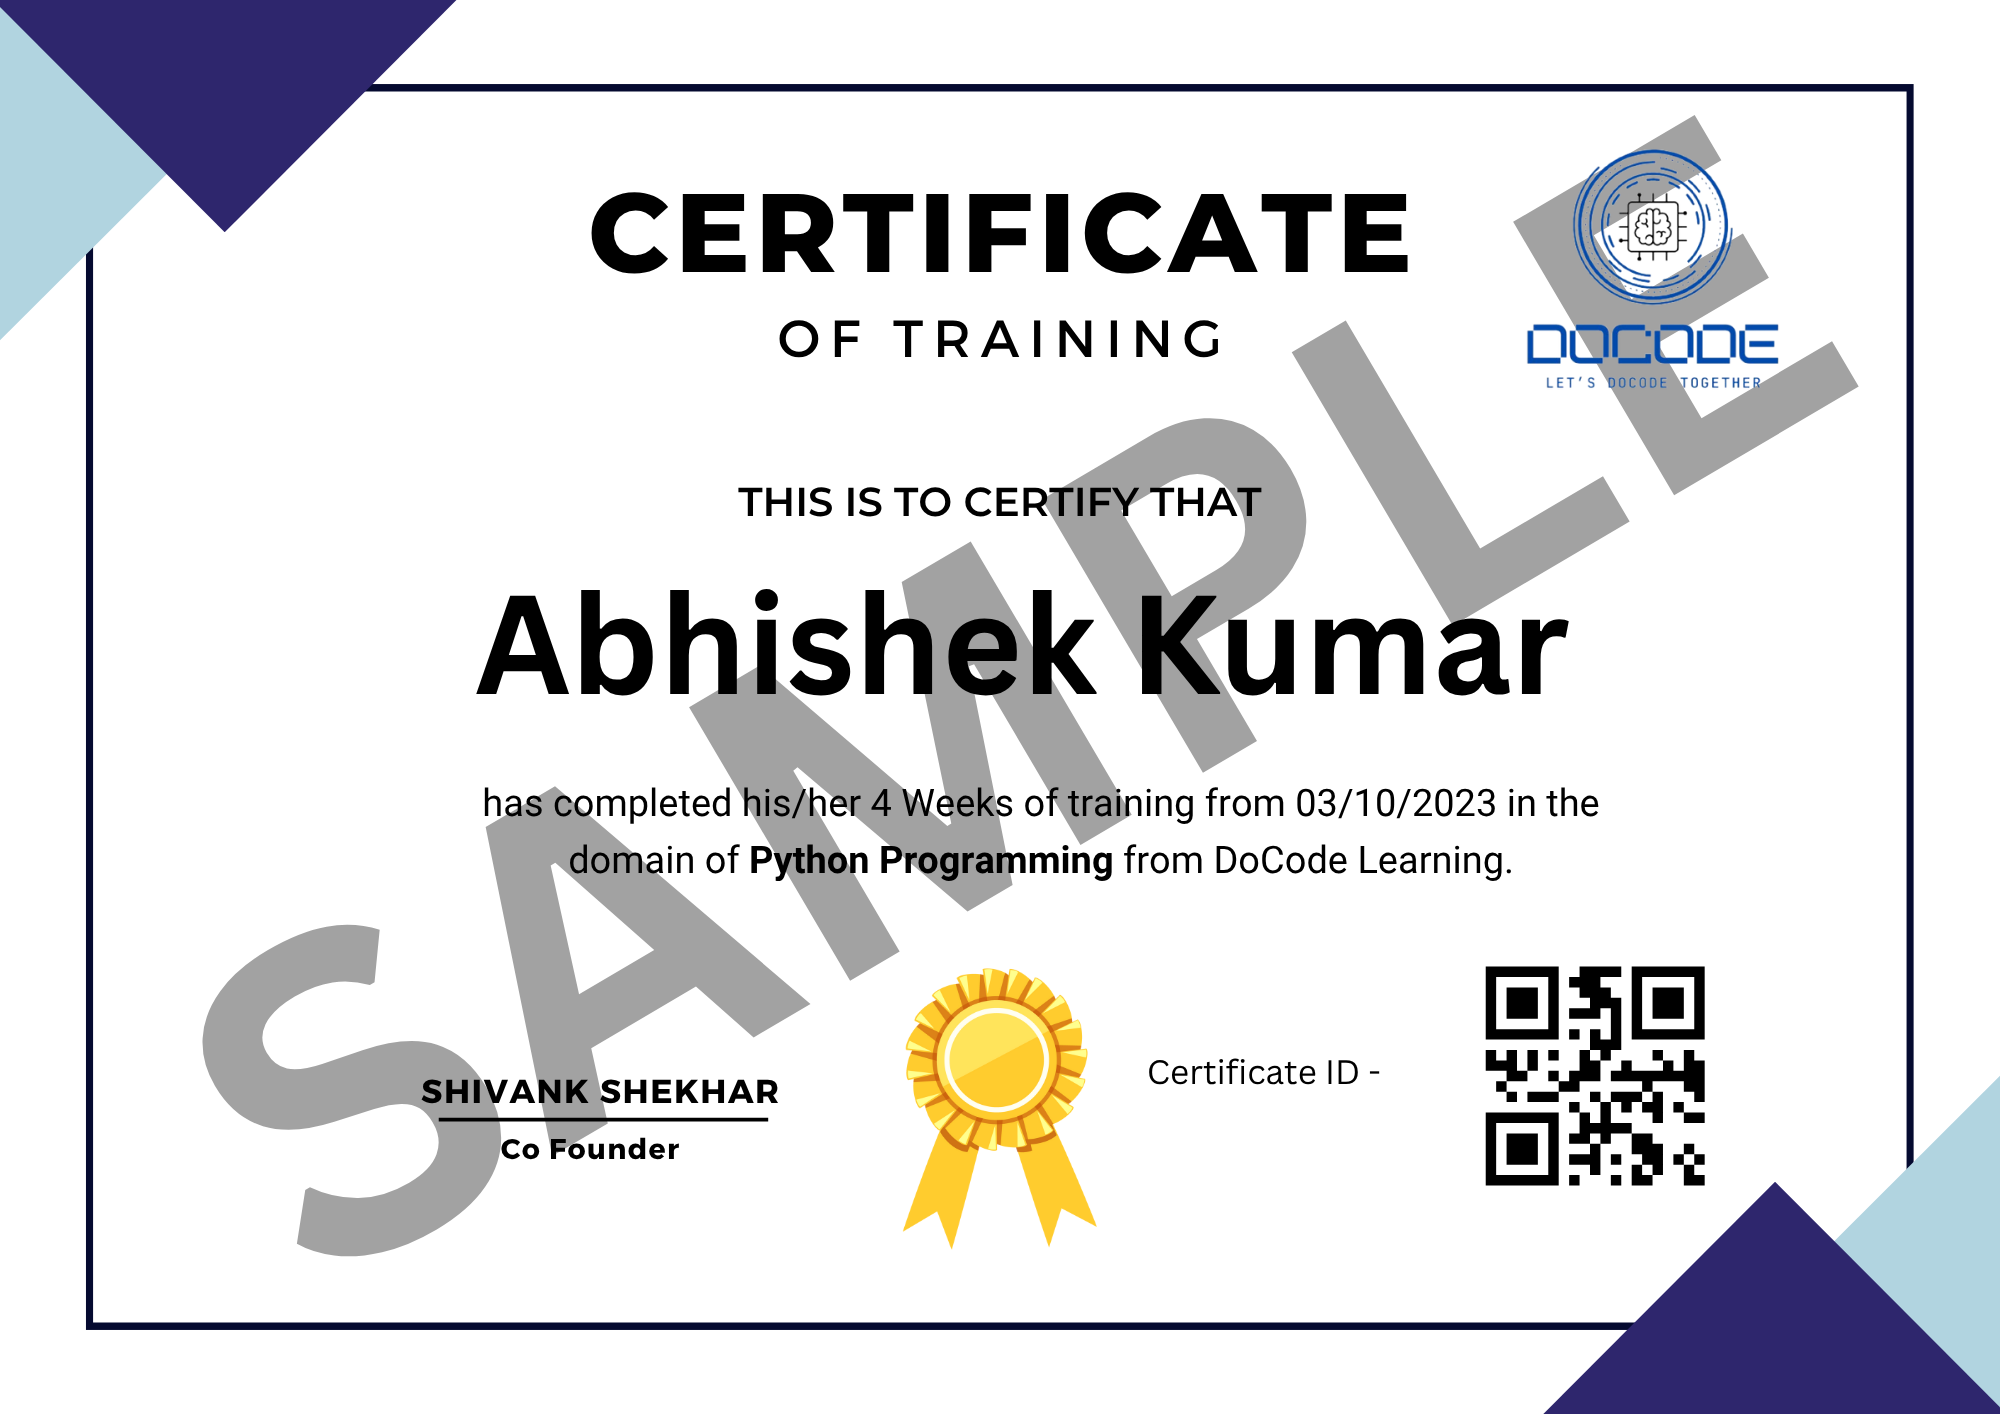 CERTIFICATE
OF TRAINING
DOCODE
LET'S DOCODE TOGETHER
THIS IS TO CERTIFY THAT
Abhishek Kumar
has completed his/her 4 Weeks of training from 03/10/2023 in the
domain of Python Programming from DoCode Learning.
SAMPLE
SHIVANK SHEKHAR
Co Founder
Certificate ID -